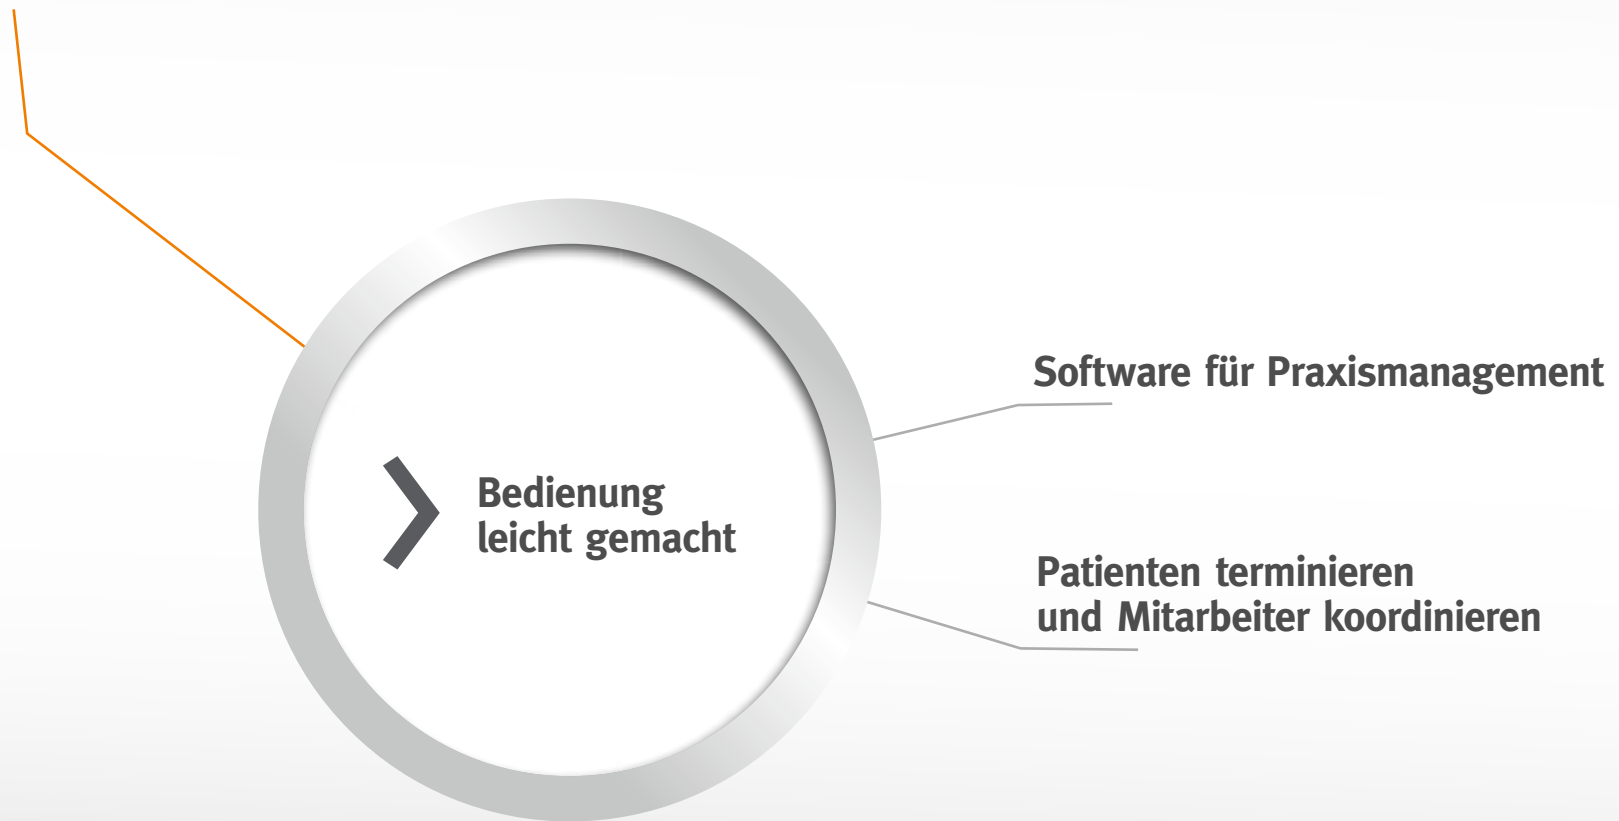 Software für Praxismanagement
Bedienung
leicht gemacht
Patienten terminieren
und Mitarbeiter koordinieren